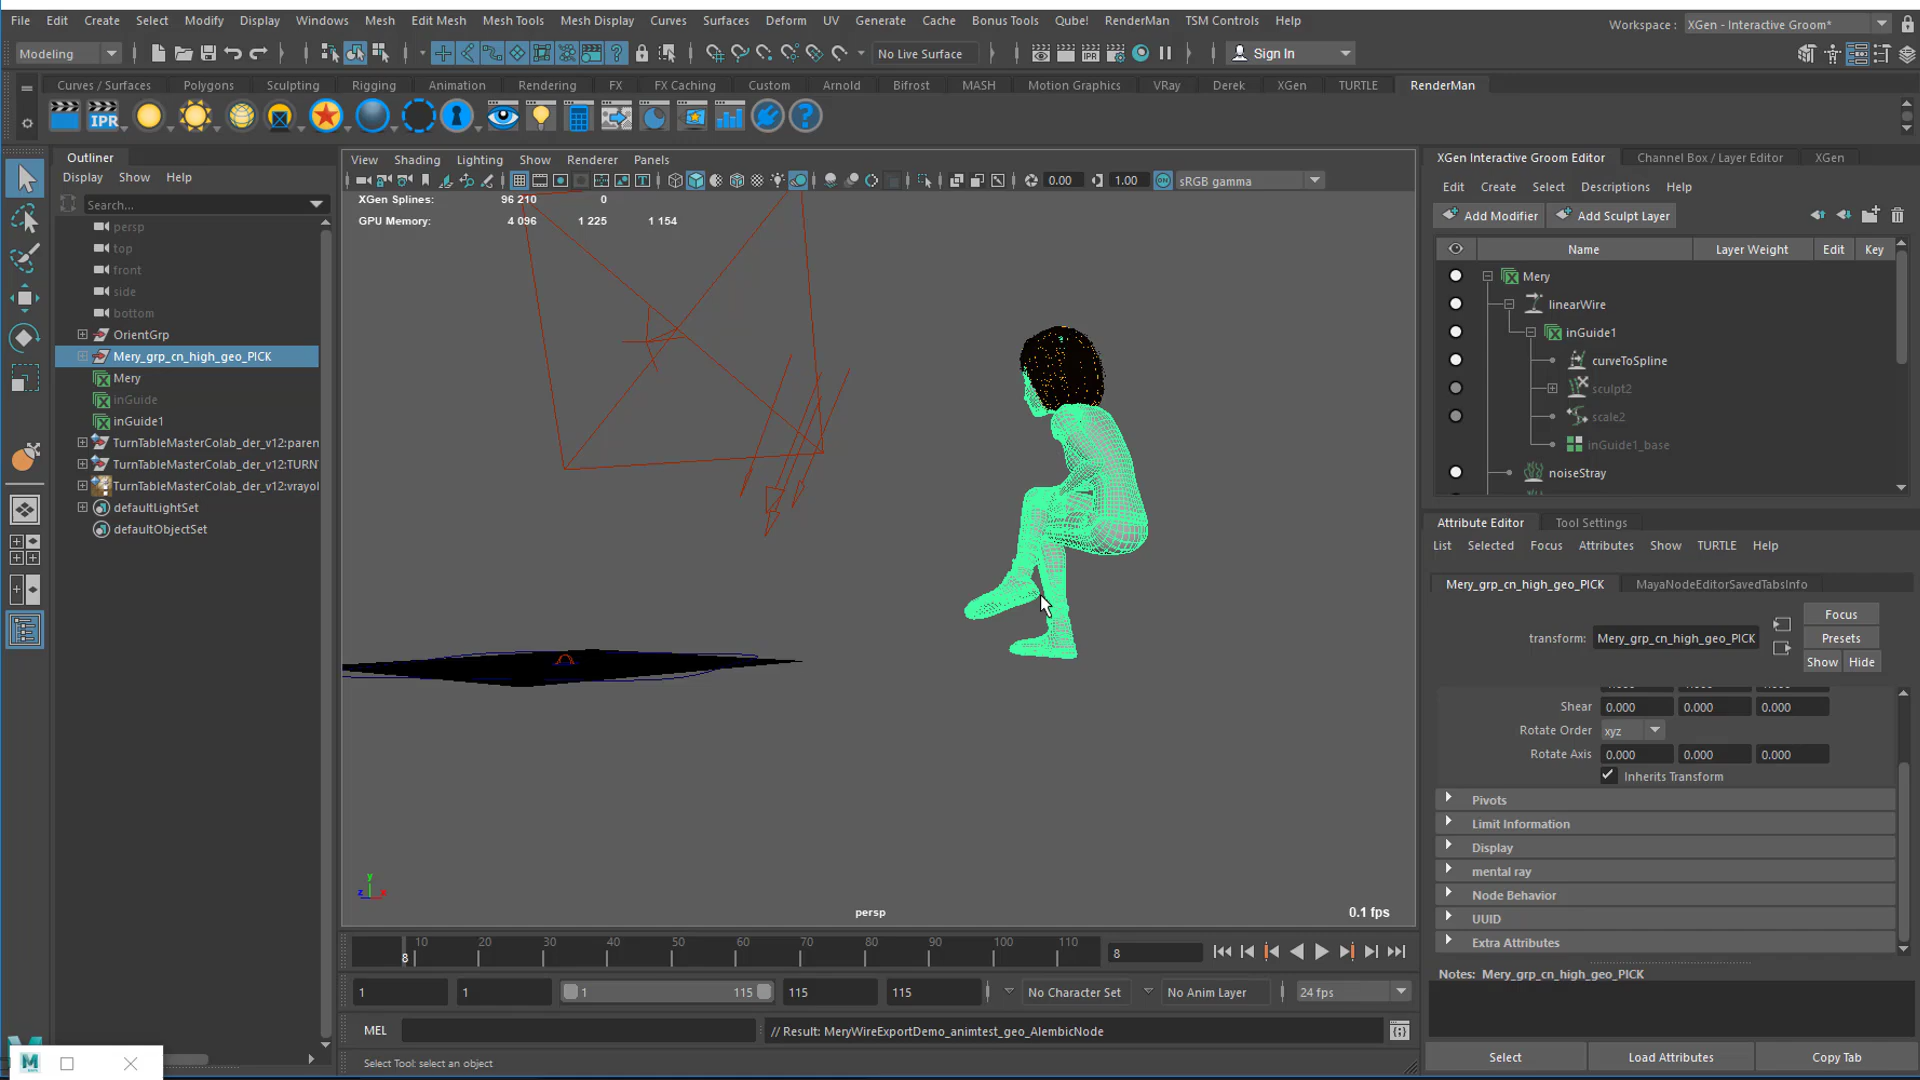 File Edit Create Select Modify Display Windows Mesh Edit Mesh Mesh Tools Mesh Display Curves Surfaces Deform UV Generate Cache Bonus Tools Qube! RenderMan TSM Controls Help
Workspace : XGen - Interactive Groom*
Modeling No Live Surface Sign In
Curves / Surfaces Polygons Sculpting Rigging Animation Rendering FX FX Caching Custom Arnold Bifrost MASH Motion Graphics VRay Derek XGen TURTLE RenderMan
IPR
Outliner
Display Show Help
Search...
persp
top
front
side
bottom
OrientGrp
Mery_grp_cn_high_geo_PICK
Mery
inGuide
inGuide1
TurnTableMasterColab_der_v12:paren
TurnTableMasterColab_der_v12:TURN
TurnTableMasterColab_der_v12:vrayo
defaultLightSet
defaultObjectSet
View Shading Lighting Show Renderer Panels
0.00 1.00 ON sRGB gamma
XGen Splines: 96 210 0
GPU Memory: 4 096 1 225 1 154
y
z x
persp
0.1 fps
XGen Interactive Groom Editor Channel Box / Layer Editor XGen
Edit Create Select Descriptions Help
Add Modifier Add Sculpt Layer
Name Layer Weight Edit Key
Mery
linearWire
inGuide1
curveToSpline
sculpt2
scale2
inGuide1_base
noiseStray
Attribute Editor Tool Settings
List Selected Focus Attributes Show TURTLE Help
Mery_grp_cn_high_geo_PICK MayaNodeEditorSavedTabsInfo
transform: Mery_grp_cn_high_geo_PICK
Focus
Presets
Show Hide
Shear 0.000 0.000 0.000
Rotate Order xyz
Rotate Axis 0.000 0.000 0.000
Inherits Transform
Pivots
Limit Information
Display
mental ray
Node Behavior
UUID
Extra Attributes
Notes: Mery_grp_cn_high_geo_PICK
Select Load Attributes Copy Tab
10 20 30 40 50 60 70 80 90 100 110
8
8
1 1 1 115 115 115 No Character Set No Anim Layer 24 fps
MEL // Result: MeryWireExportDemo_animtest_geo_AlembicNode
Select Tool: select an object